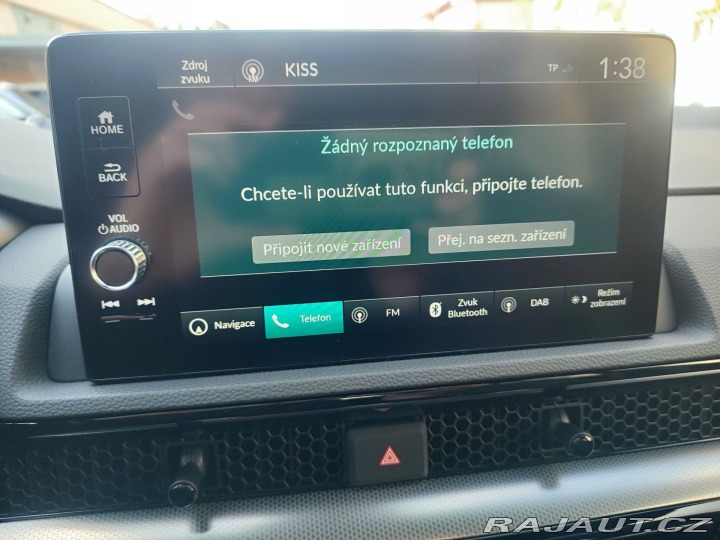 Zdroj
zvuku
FM
KISS
TP
1:38
HOME
BACK
VOL
AUDIO
Žádný rozpoznaný telefon
Chcete-li používat tuto funkci, připojte telefon.
Připojit nové zařízení
Přej. na sezn. zařízení
Navigace
Telefon
FM
Zvuk
Bluetooth
DAB
Režim
zobrazení
RAJAUT.CZ